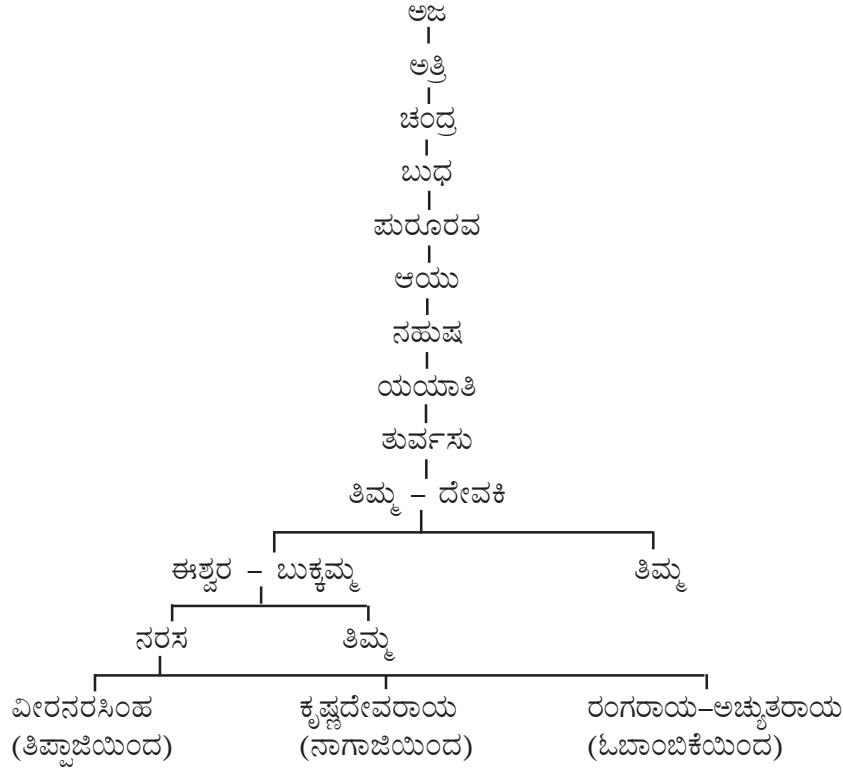 ಅಜ
ಅತ್ರಿ
ಚಂದ್ರ
ಬುಧ
ಪುರೂರವ
ಆಯು
ನಹುಷ
ಯಯಾತಿ
ತುರ್ವಸು
ತಿಮ್ಮ – ದೇವಕಿ
ಈಶ್ವರ – ಬುಕ್ಕಮ್ಮ ತಿಮ್ಮ
ನರಸ ತಿಮ್ಮ
ವೀರನರಸಿಂಹ ಕೃಷ್ಣದೇವರಾಯ ರಂಗರಾಯ–ಅಚ್ಯುತರಾಯ
(ತಿಪ್ಪಾಜಿಯಿಂದ) (ನಾಗಾಜಿಯಿಂದ) (ಓಬಾಂಬಿಕೆಯಿಂದ)